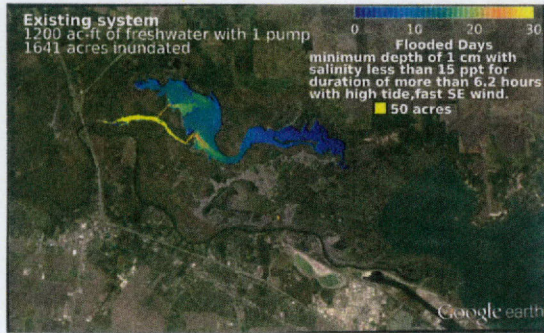 Existing system
1200 ac-ft of freshwater with 1 pump
1641 acres inundated
0 10 20 30
Flooded Days
minimum depth of 1 cm with
salinity less than 15 ppt for
duration of more than 6.2 hours
with high tide,fast SE wind.
50 acres
Google earth